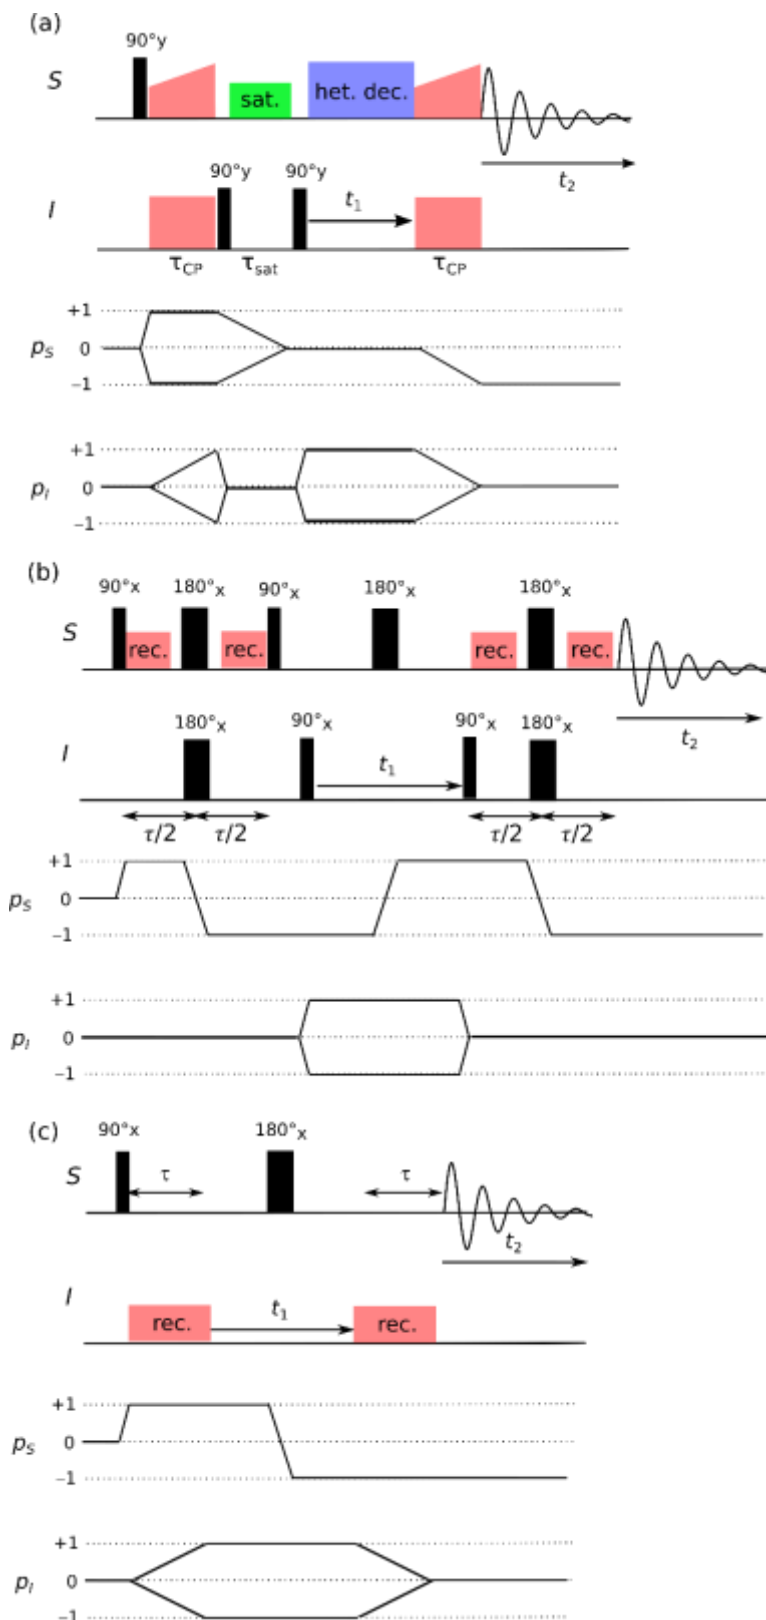 (a)
90°y
S
sat.
het. dec.
t2
90°y 90°y
I
t1
τCP τsat τCP
+1
pS 0
−1
+1
pI 0
−1
(b)
90°x 180°x 90°x 180°x 180°x
S
rec. rec. rec. rec.
t2
180°x 90°x 90°x 180°x
I
t1
τ/2 τ/2 τ/2 τ/2
+1
pS 0
−1
+1
pI 0
−1
(c)
90°x 180°x
S
τ τ
t2
I
rec. t1 rec.
+1
pS 0
−1
+1
pI 0
−1